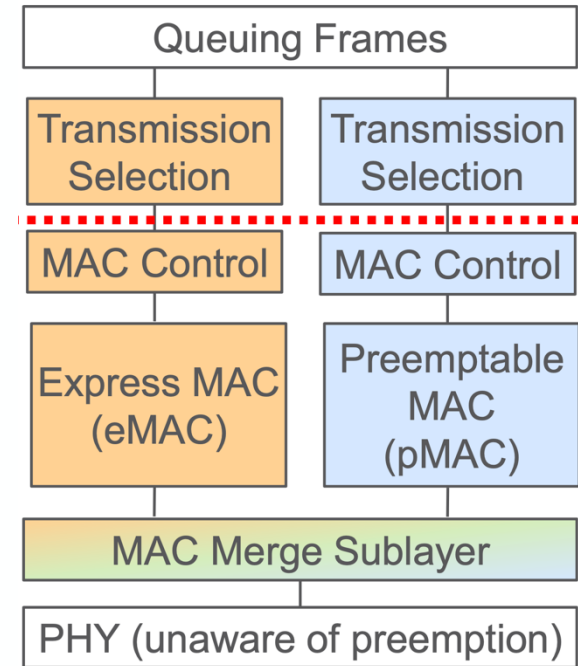 Queuing Frames
Transmission
Selection
Transmission
Selection
MAC Control
MAC Control
Express MAC
(eMAC)
Preemptable
MAC
(pMAC)
MAC Merge Sublayer
PHY (unaware of preemption)